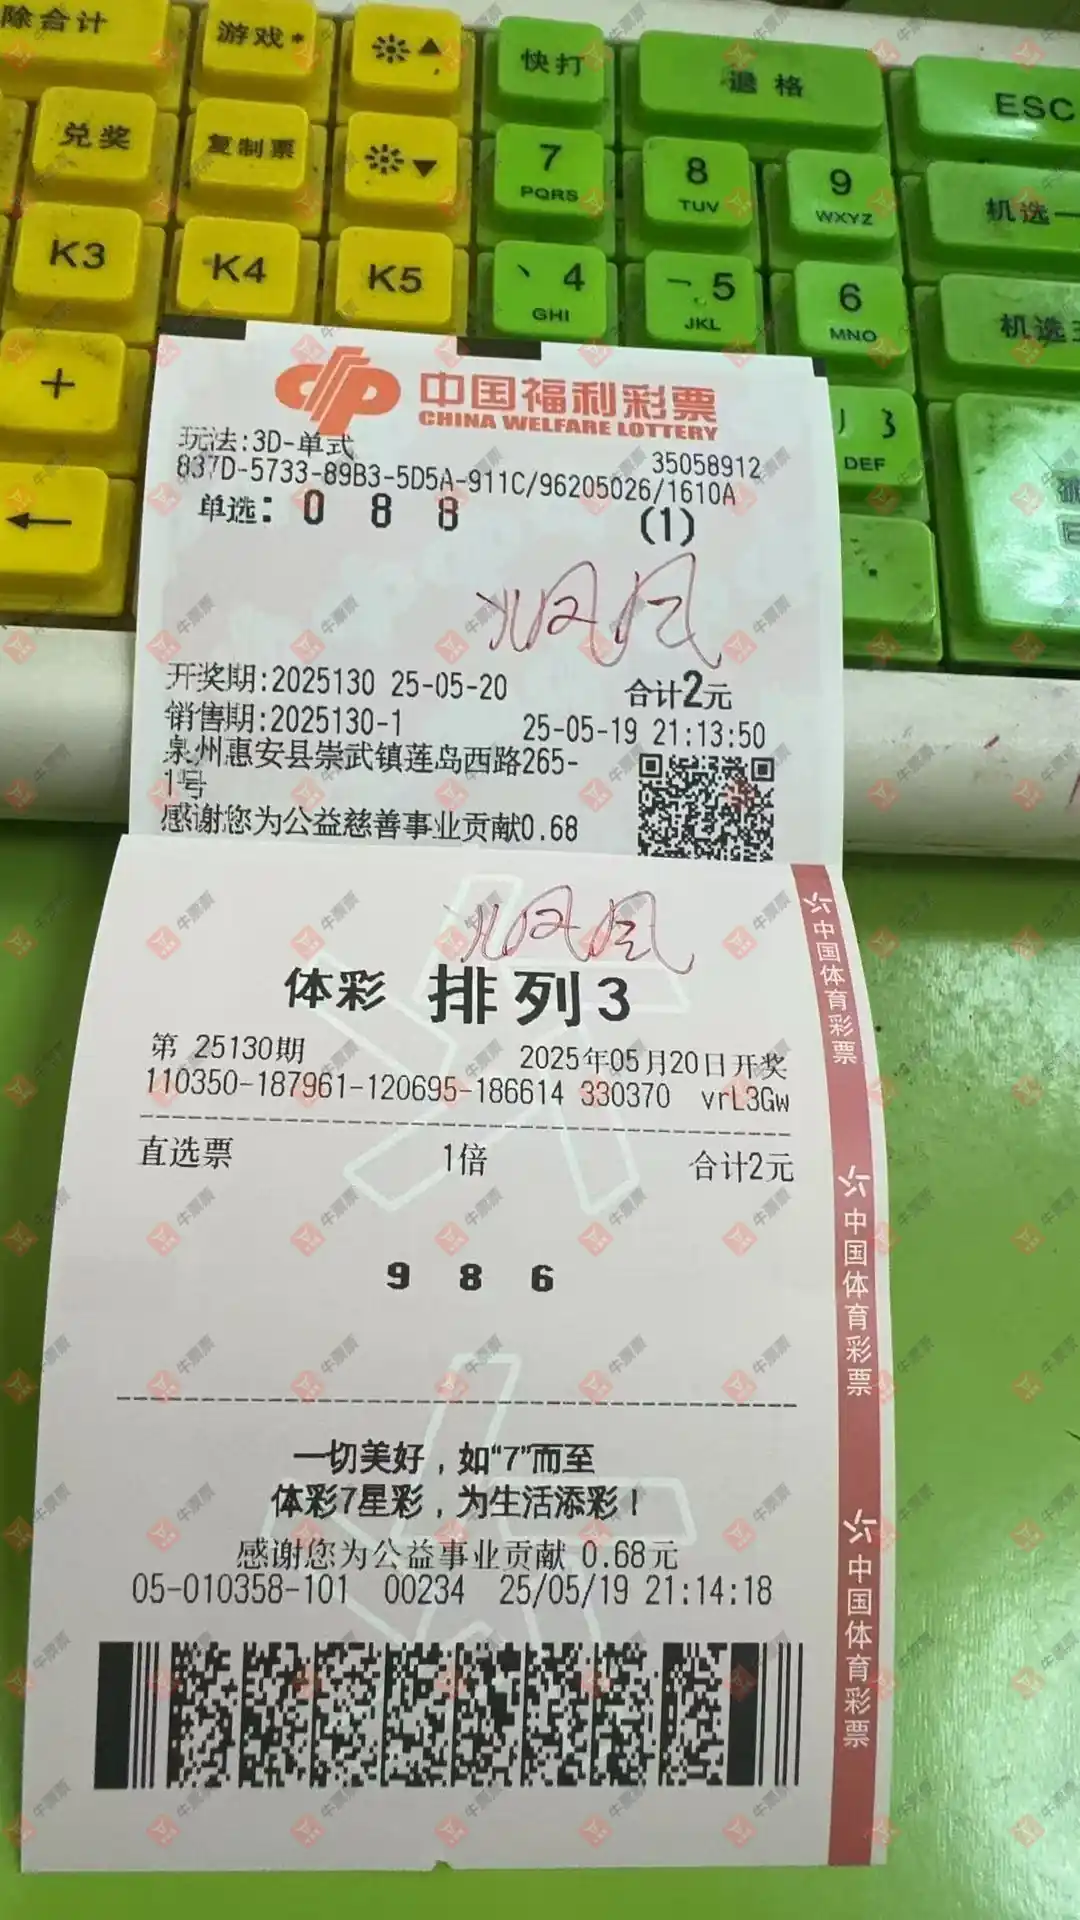 除合计
游戏*
快打
退格
ESC
兑奖
复制票
7
PQRS
8
TUV
9
WXYZ
机选一
K3
K4
K5
丶 4
GHI
一 5
JKL
6
MNO
机选
+
丿 3
DEF
←
中国福利彩票
CHINA WELFARE LOTTERY
玩法:3D-单式
35058912
837D-5733-89B3-5D5A-911C/96205026/1610A
单选: 0 8 8
(1)
顺风
开奖期:2025130 25-05-20
合计2元
销售期:2025130-1
25-05-19 21:13:50
泉州惠安县崇武镇莲岛西路265-
1号
感谢您为公益慈善事业贡献0.68
顺风
体彩 排列3
第 25130期
2025年05月20日开奖
110350-187961-120695-186614 330370 vrL3Gw
直选票 1倍 合计2元
9 8 6
一切美好，如“7”而至
体彩7星彩，为生活添彩！
感谢您为公益事业贡献 0.68元
05-010358-101 00234 25/05/19 21:14:18
中国体育彩票
中国体育彩票
中国体育彩票
牛票票